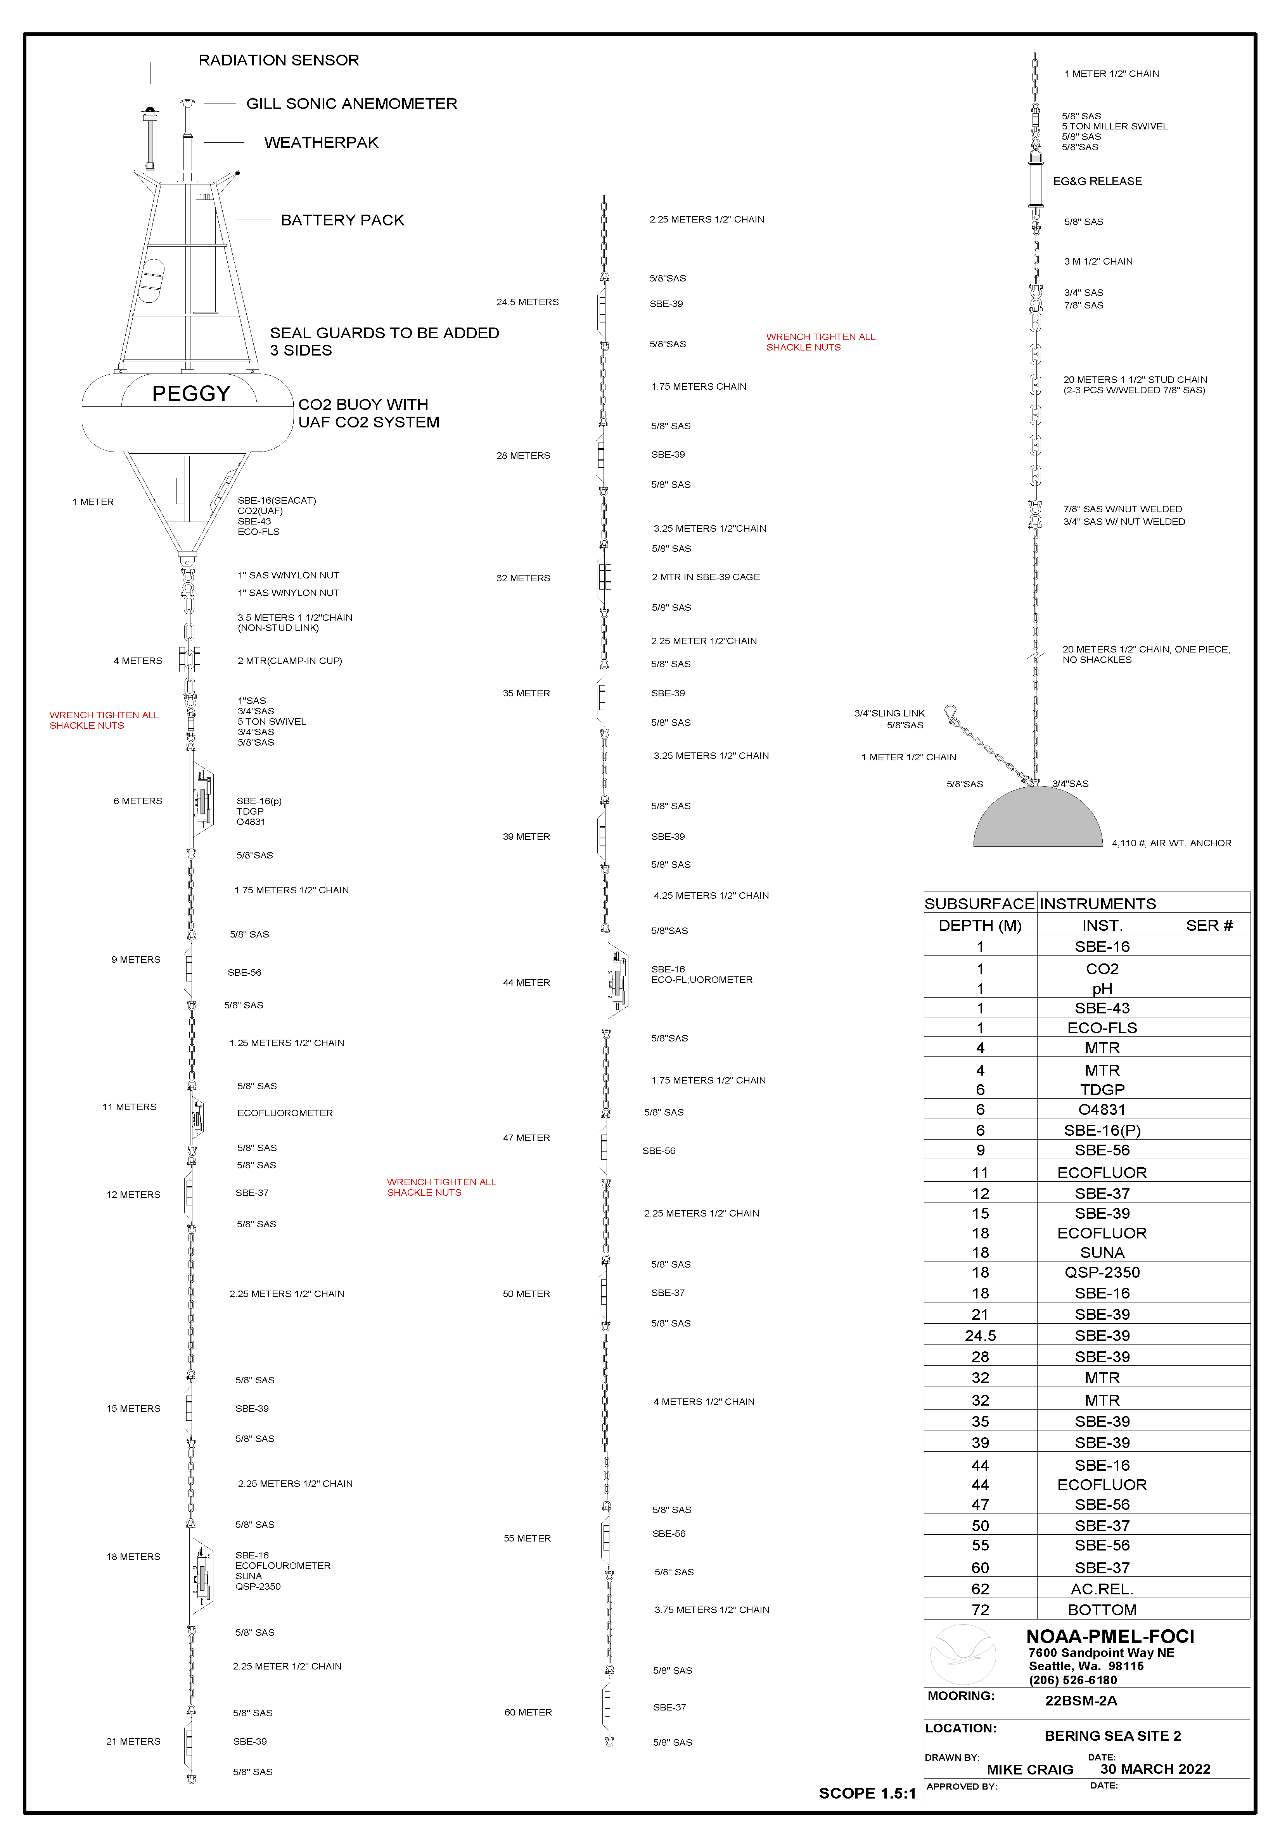 RADIATION SENSOR
GILL SONIC ANEMOMETER
WEATHERPAK
BATTERY PACK
SEAL GUARDS TO BE ADDED
3 SIDES
PEGGY
CO2 BUOY WITH
UAF CO2 SYSTEM
1 METER
SBE-16(SEACAT)
CO2(UAF)
SBE-43
ECO-FLS
1" SAS W/NYLON NUT
1" SAS W/NYLON NUT
3.5 METERS 1 1/2"CHAIN
(NON-STUD LINK)
4 METERS
2 MTR(CLAMP-IN CUP)
WRENCH TIGHTEN ALL
SHACKLE NUTS
1"SAS
3/4"SAS
5 TON SWIVEL
3/4"SAS
5/8"SAS
6 METERS
SBE-16(p)
TDGP
O4831
5/8"SAS
1.75 METERS 1/2" CHAIN
5/8" SAS
9 METERS
SBE-56
5/8" SAS
1.25 METERS 1/2" CHAIN
5/8" SAS
11 METERS
ECOFLUOROMETER
5/8" SAS
5/8" SAS
12 METERS
SBE-37
5/8" SAS
2.25 METERS 1/2" CHAIN
5/8" SAS
15 METERS
SBE-39
5/8" SAS
2.25 METERS 1/2" CHAIN
5/8" SAS
18 METERS
SBE-16
ECOFLOUROMETER
SUNA
QSP-2350
5/8" SAS
2.25 METER 1/2" CHAIN
5/8" SAS
21 METERS
SBE-39
5/8" SAS
2.25 METERS 1/2" CHAIN
5/8"SAS
24.5 METERS
SBE-39
5/8"SAS
WRENCH TIGHTEN ALL
SHACKLE NUTS
1.75 METERS CHAIN
5/8" SAS
28 METERS
SBE-39
5/8" SAS
3.25 METERS 1/2"CHAIN
5/8" SAS
32 METERS
2 MTR IN SBE-39 CAGE
5/8" SAS
2.25 METER 1/2"CHAIN
5/8" SAS
35 METER
SBE-39
5/8" SAS
3.25 METERS 1/2" CHAIN
5/8" SAS
39 METER
SBE-39
5/8" SAS
4.25 METERS 1/2" CHAIN
5/8"SAS
44 METER
SBE-16
ECO-FL;UOROMETER
5/8"SAS
1.75 METERS 1/2" CHAIN
5/8" SAS
47 METER
SBE-56
WRENCH TIGHTEN ALL
SHACKLE NUTS
2.25 METERS 1/2" CHAIN
5/8" SAS
50 METER
SBE-37
5/8" SAS
4 METERS 1/2" CHAIN
5/8" SAS
55 METER
SBE-56
5/8" SAS
3.75 METERS 1/2" CHAIN
5/8" SAS
60 METER
SBE-37
5/8" SAS
1 METER 1/2" CHAIN
5/8" SAS
5 TON MILLER SWIVEL
5/8" SAS
5/8"SAS
EG&G RELEASE
5/8" SAS
3 M 1/2" CHAIN
3/4" SAS
7/8" SAS
20 METERS 1 1/2" STUD CHAIN
(2-3 PCS W/WELDED 7/8" SAS)
7/8" SAS W/NUT WELDED
3/4" SAS W/ NUT WELDED
20 METERS 1/2" CHAIN, ONE PIECE,
NO SHACKLES
3/4"SLING LINK
5/8"SAS
1 METER 1/2" CHAIN
5/8"SAS
3/4"SAS
4,110 #, AIR WT. ANCHOR
SUBSURFACE INSTRUMENTS
DEPTH (M) INST. SER #
1 SBE-16
1 CO2
1 pH
1 SBE-43
1 ECO-FLS
4 MTR
4 MTR
6 TDGP
6 O4831
6 SBE-16(P)
9 SBE-56
11 ECOFLUOR
12 SBE-37
15 SBE-39
18 ECOFLUOR
18 SUNA
18 QSP-2350
18 SBE-16
21 SBE-39
24.5 SBE-39
28 SBE-39
32 MTR
32 MTR
35 SBE-39
39 SBE-39
44 SBE-16
44 ECOFLUOR
47 SBE-56
50 SBE-37
55 SBE-56
60 SBE-37
62 AC.REL.
72 BOTTOM
NOAA-PMEL-FOCI
7600 Sandpoint Way NE
Seattle, Wa. 98115
(206) 526-6180
MOORING: 22BSM-2A
LOCATION: BERING SEA SITE 2
DRAWN BY: MIKE CRAIG DATE: 30 MARCH 2022
APPROVED BY: DATE:
SCOPE 1.5:1